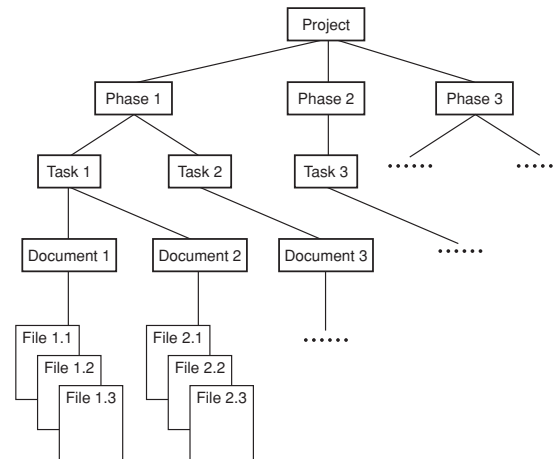 Project
Phase 1 Phase 2 Phase 3
Task 1 Task 2 Task 3 ...... ......
......
Document 1 Document 2 Document 3
File 1.1 File 2.1 ......
File 1.2 File 2.2
File 1.3 File 2.3